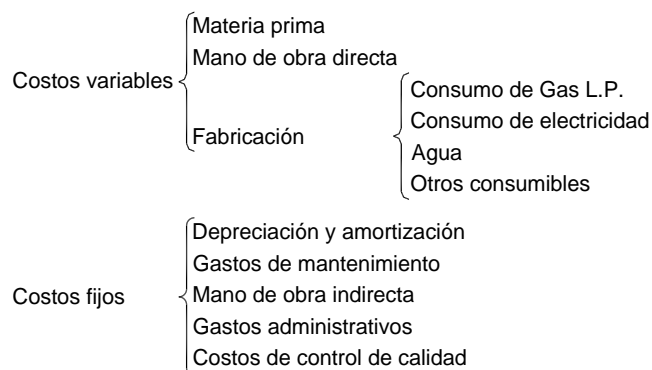 Costos variables
Materia prima
Mano de obra directa
Fabricación
Consumo de Gas L.P.
Consumo de electricidad
Agua
Otros consumibles
Costos fijos
Depreciación y amortización
Gastos de mantenimiento
Mano de obra indirecta
Gastos administrativos
Costos de control de calidad